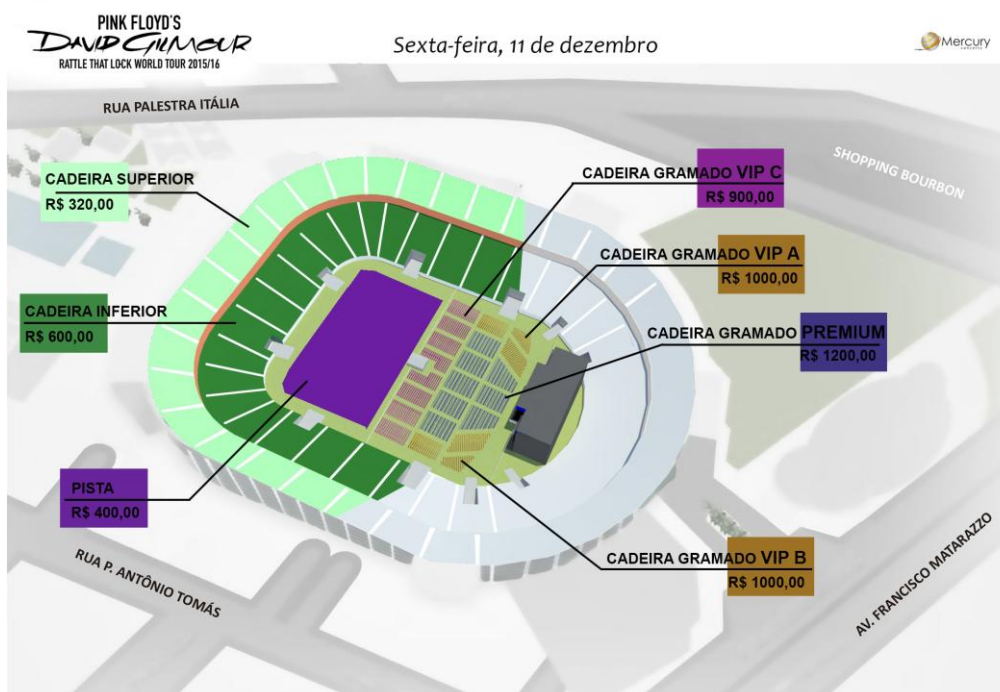 PINK FLOYD'S
DAVID GILMOUR
RATTLE THAT LOCK WORLD TOUR 2015/16
Sexta-feira, 11 de dezembro
Mercury
concerts
RUA PALESTRA ITÁLIA
SHOPPING BOURBON
CADEIRA SUPERIOR
R$ 320,00
CADEIRA GRAMADO VIP C
R$ 900,00
CADEIRA GRAMADO VIP A
R$ 1000,00
CADEIRA INFERIOR
R$ 600,00
CADEIRA GRAMADO PREMIUM
R$ 1200,00
PISTA
R$ 400,00
CADEIRA GRAMADO VIP B
R$ 1000,00
RUA P. ANTÔNIO TOMÁS
AV. FRANCISCO MATARAZZO